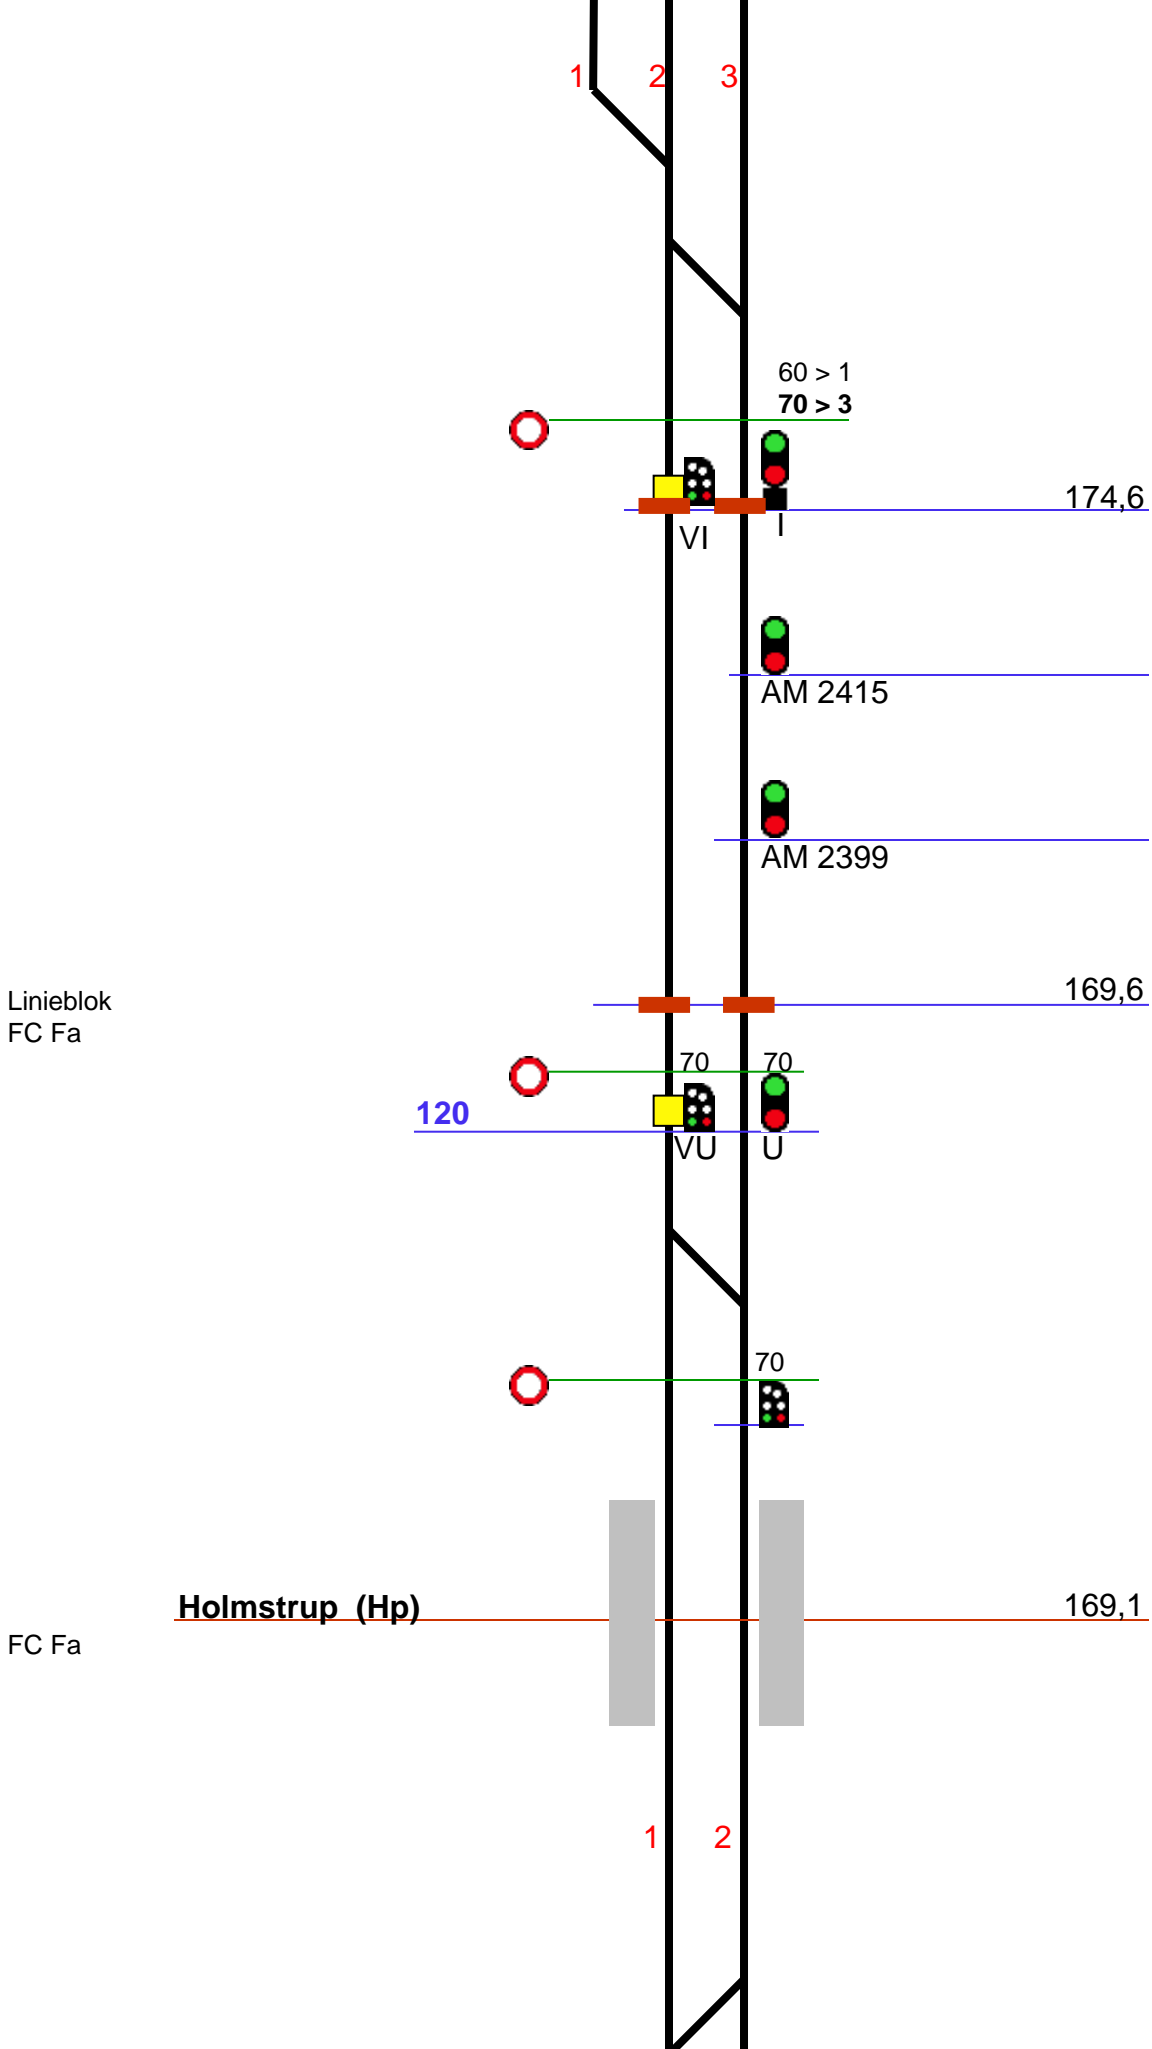 1 2 3
60 > 1
70 > 3
174,6
VI I
AM 2415
AM 2399
169,6
Linieblok
FC Fa
70 70
120
VU U
70
Holmstrup (Hp)
169,1
FC Fa
1 2